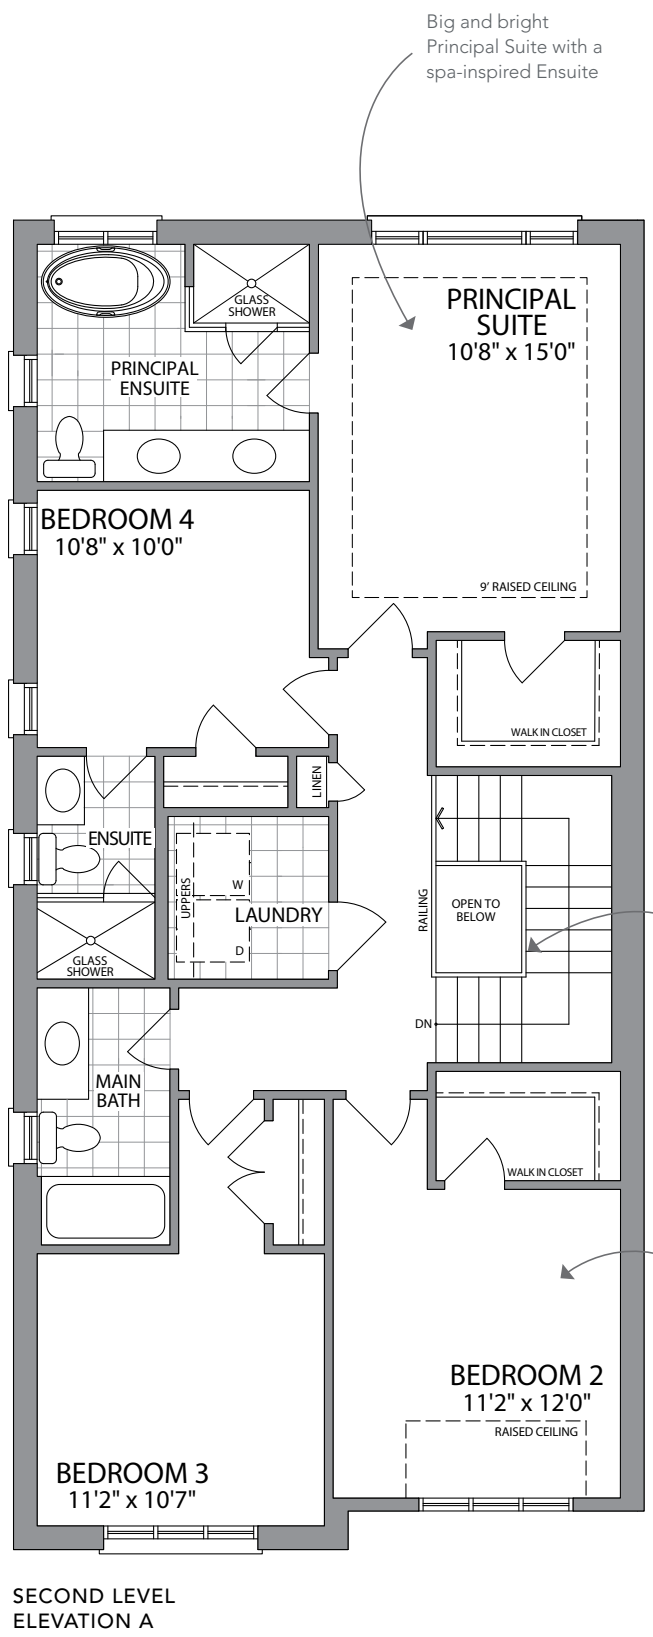 Big and bright
Principal Suite with a
spa-inspired Ensuite
GLASS
SHOWER
PRINCIPAL
SUITE
10'8" x 15'0"
PRINCIPAL
ENSUITE
BEDROOM 4
10'8" x 10'0"
9' RAISED CEILING
WALK IN CLOSET
LINEN
ENSUITE
UPPERS
W
LAUNDRY
D
RAILING
OPEN TO
BELOW
GLASS
SHOWER
DN
MAIN
BATH
WALK IN CLOSET
BEDROOM 2
11'2" x 12'0"
RAISED CEILING
BEDROOM 3
11'2" x 10'7"
SECOND LEVEL
ELEVATION A